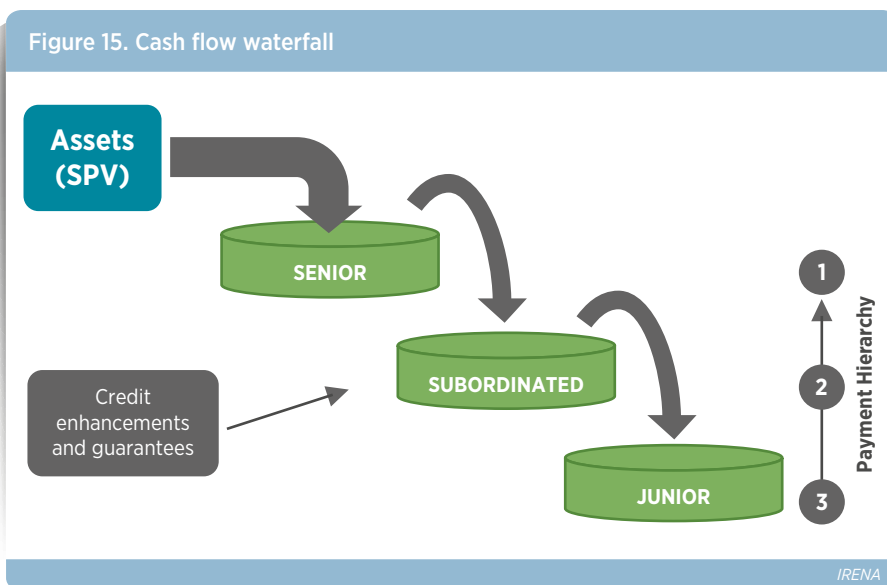 Figure 15. Cash flow waterfall
Assets
(SPV)
SENIOR
SUBORDINATED
JUNIOR
Credit
enhancements
and guarantees
1
2
3
Payment Hierarchy
IRENA